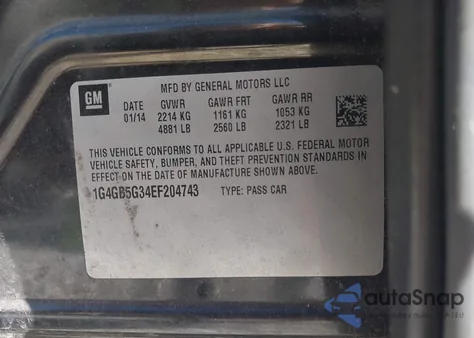 GM
MFD BY GENERAL MOTORS LLC
DATE GVWR GAWR FRT GAWR RR
01/14 2214 KG 1161 KG 1053 KG
4881 LB 2560 LB 2321 LB
THIS VEHICLE CONFORMS TO ALL APPLICABLE U.S. FEDERAL MOTOR
VEHICLE SAFETY, BUMPER, AND THEFT PREVENTION STANDARDS IN
EFFECT ON THE DATE OF MANUFACTURE SHOWN ABOVE.
1G4GB5G34EF204743 TYPE: PASS CAR
autaSnap